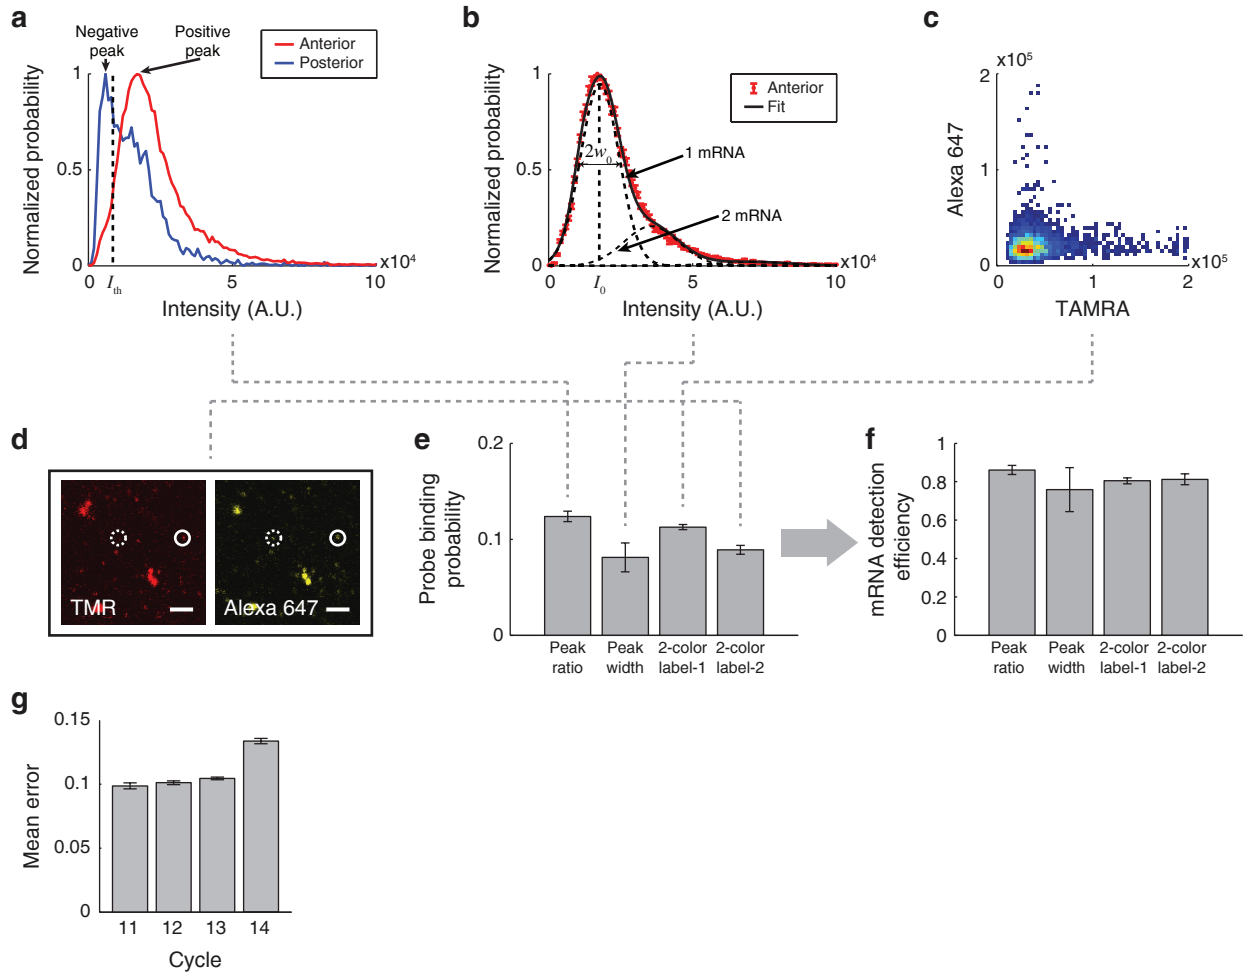 a
Negative peak
Positive peak
Anterior
Posterior
Normalized probability
1
0.5
0
0
I th
5
10
x10⁴
Intensity (A.U.)
b
Anterior
Fit
Normalized probability
1
0.5
0
2w₀
1 mRNA
2 mRNA
0
I₀
5
10
x10⁴
Intensity (A.U.)
c
x10⁵
Alexa 647
2
1
0
0
1
2
x10⁵
TAMRA
d
TMR
Alexa 647
e
Probe binding probability
0.2
0.1
0
Peak ratio
Peak width
2-color label-1
2-color label-2
f
mRNA detection efficiency
1
0.8
0.6
0.4
0.2
0
Peak ratio
Peak width
2-color label-1
2-color label-2
g
Mean error
0.15
0.1
0.05
0
11
12
13
14
Cycle